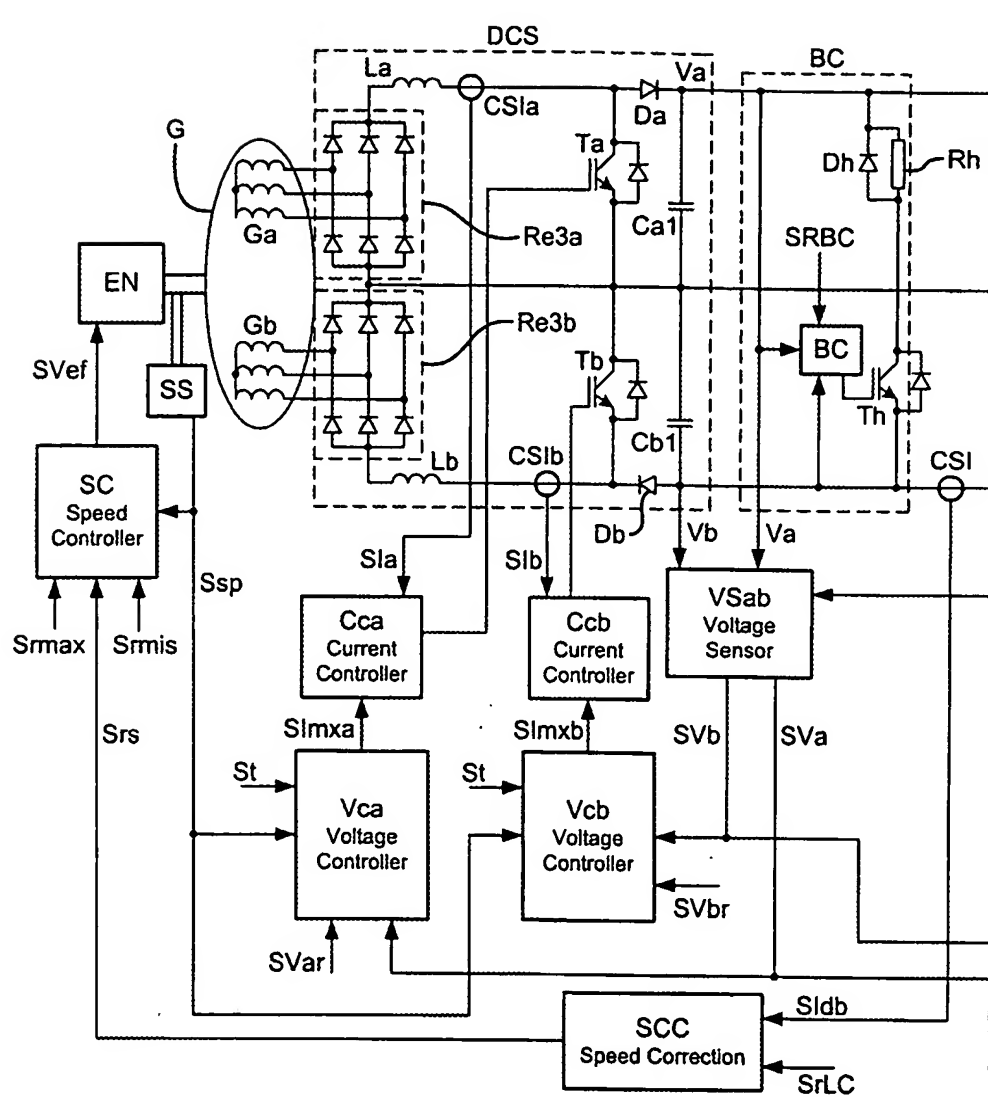 DCS
BC
La
Va
CSIa
Da
G
Ta
Dh
Rh
Ga
Re3a
Ca1
SRBC
EN
Gb
Re3b
BC
SVef
SS
Tb
Th
Cb1
Lb
CSIb
CSI
SC
Speed
Controller
Db
Vb
Va
SIa
SIb
Ssp
VSab
Voltage
Sensor
Cca
Current
Controller
Ccb
Current
Controller
Srmax
Srmis
Srs
SImxa
SImxb
SVb
SVa
St
St
Vca
Voltage
Controller
Vcb
Voltage
Controller
SVbr
SVar
SIdb
SCC
Speed Correction
SrLC